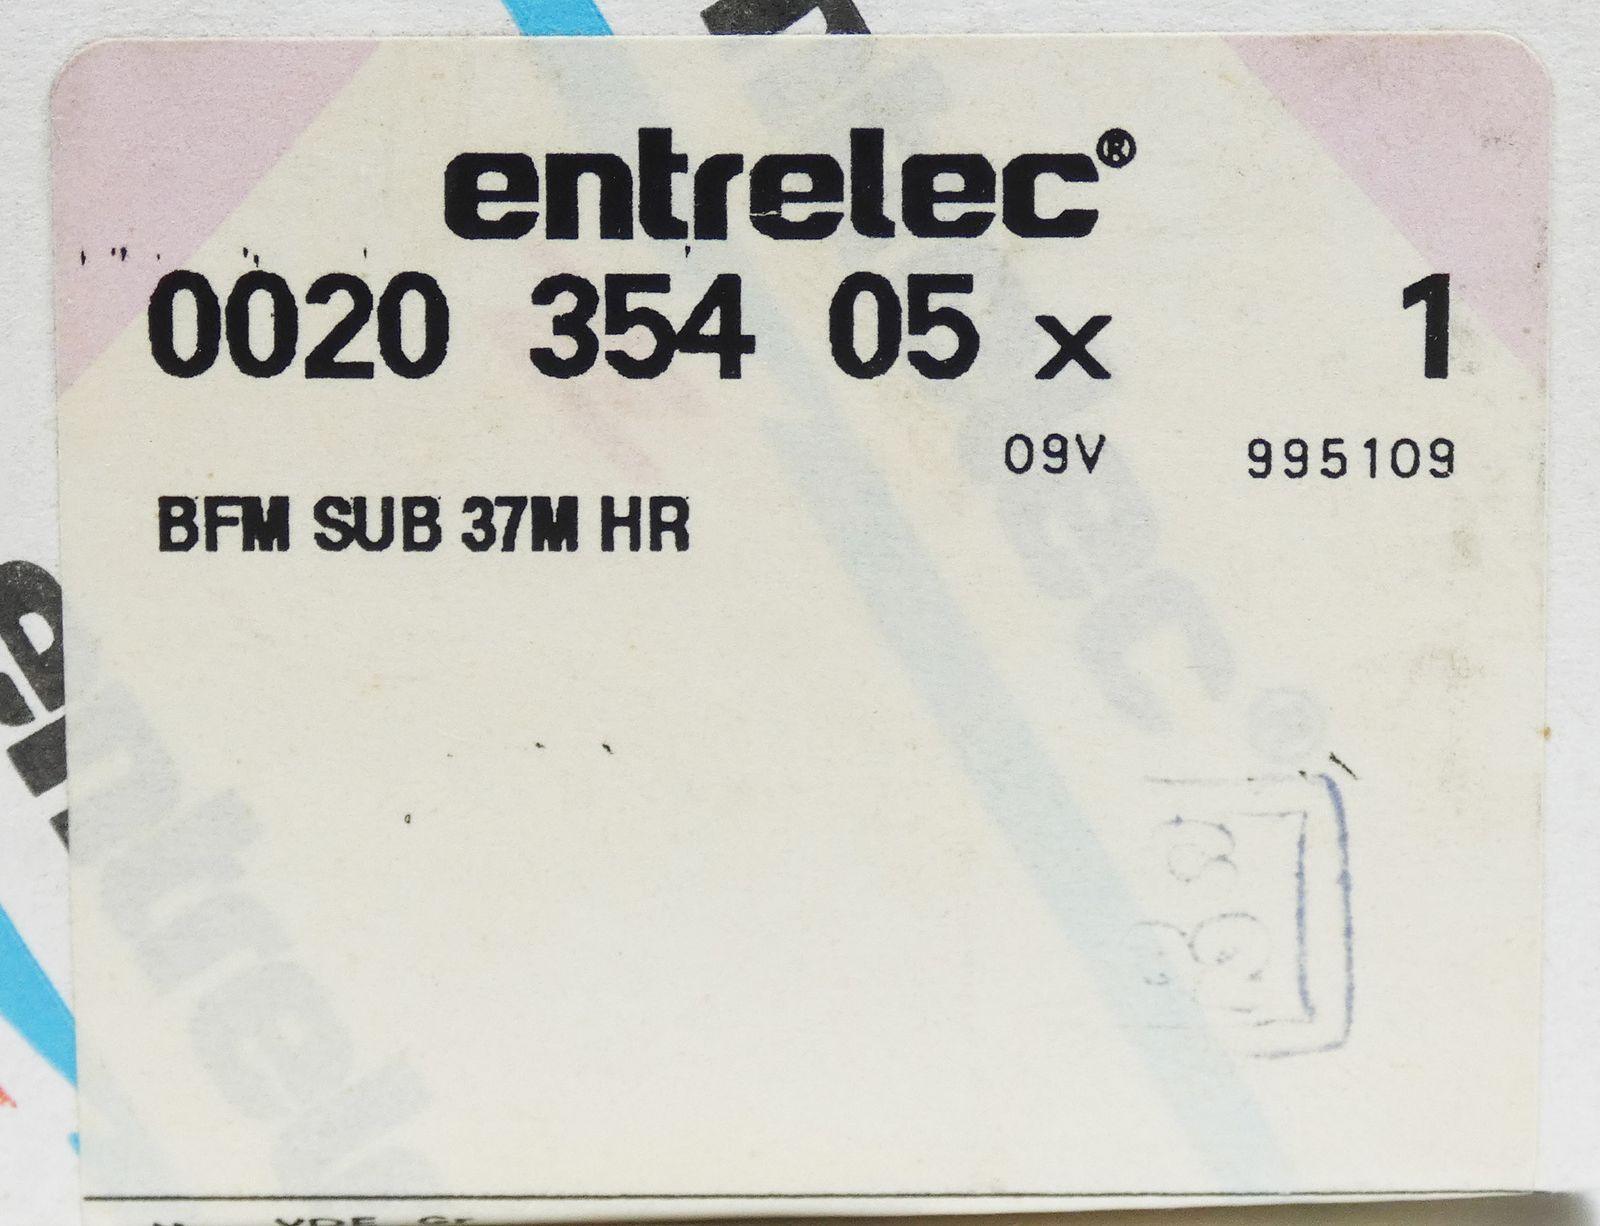 entrelec®
0020 354 05 x 1
09V 995109
BFM SUB 37M HR